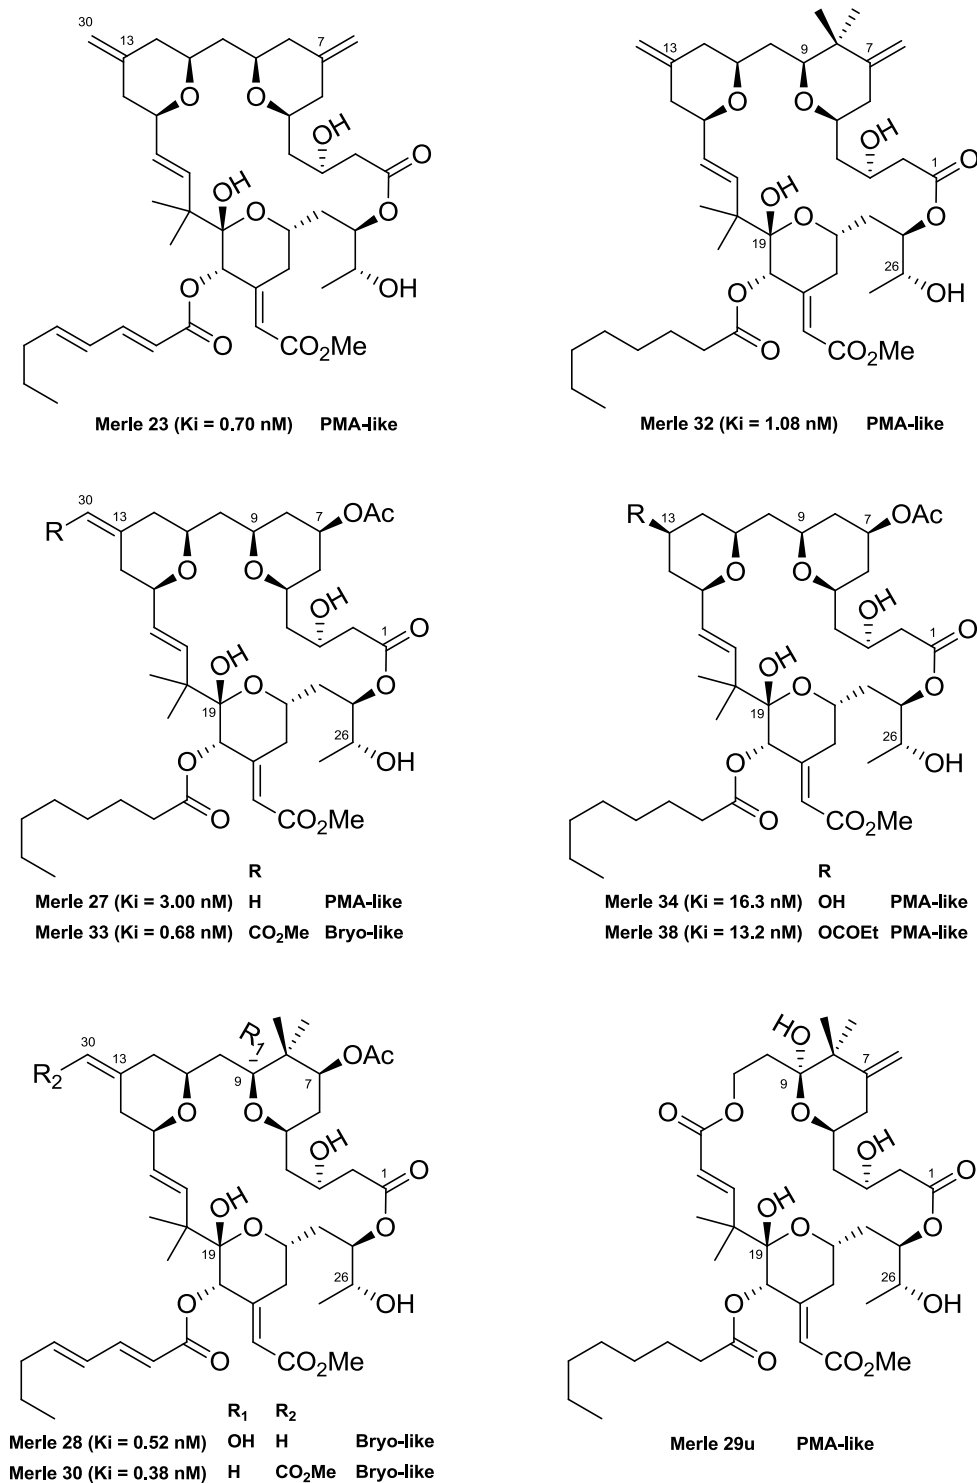 30
13
7
O
O
OH
O
OH
O
O
O
OH
O
CO2Me
Merle 23 (Ki = 0.70 nM) PMA-like
13
9
7
O
O
OH
1
O
OH
O
O
19
26
O
OH
O
CO2Me
Merle 32 (Ki = 1.08 nM) PMA-like
30
R
13
9
7
OAc
O
O
OH
1
O
OH
O
O
19
26
O
OH
O
CO2Me
R
Merle 27 (Ki = 3.00 nM) H PMA-like
Merle 33 (Ki = 0.68 nM) CO2Me Bryo-like
R
13
9
7
OAc
O
O
OH
1
O
OH
O
O
19
26
O
OH
O
CO2Me
R
Merle 34 (Ki = 16.3 nM) OH PMA-like
Merle 38 (Ki = 13.2 nM) OCOEt PMA-like
30
R2
13
R1
9
7
OAc
O
O
OH
1
O
OH
O
O
19
26
O
OH
O
CO2Me
R1 R2
Merle 28 (Ki = 0.52 nM) OH H Bryo-like
Merle 30 (Ki = 0.38 nM) H CO2Me Bryo-like
HO
9
7
O
O
O
OH
1
O
OH
O
O
19
26
O
OH
O
CO2Me
Merle 29u PMA-like